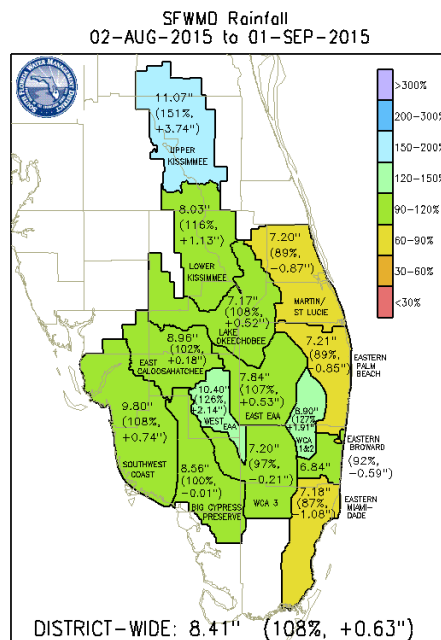 SFWMD Rainfall
02-AUG-2015 to 01-SEP-2015
SOUTH FLORIDA WATER MANAGEMENT DISTRICT
>300%
200-300%
150-200%
120-150%
90-120%
60-90%
30-60%
<30%
11.07"
(151%,
+3.74")
UPPER
KISSIMMEE
8.03"
(116%,
+1.13")
LOWER
KISSIMMEE
7.20"
(89%,
-0.87")
MARTIN/
ST LUCIE
7.17"
(108%,
+0.52")
LAKE
OKEECHOBEE
8.96"
(102%,
+0.18")
EAST
CALOOSAHATCHEE
7.21"
(89%,
-0.85")
EASTERN
PALM
BEACH
7.84"
(107%,
+0.53")
EAST EAA
10.40"
(126%,
+2.14")
WEST
EAA
8.90"
(127%,
+1.91")
WCA
1&2
9.80"
(108%,
+0.74")
SOUTHWEST
COAST
7.20"
(97%,
-0.21")
WCA 3
6.84"
EASTERN
BROWARD
(92%,
-0.59")
8.56"
(100%,
-0.01")
BIG CYPRESS
PRESERVE
7.18"
(87%,
-1.08")
EASTERN
MIAMI-
DADE
DISTRICT-WIDE: 8.41" (108%, +0.63")